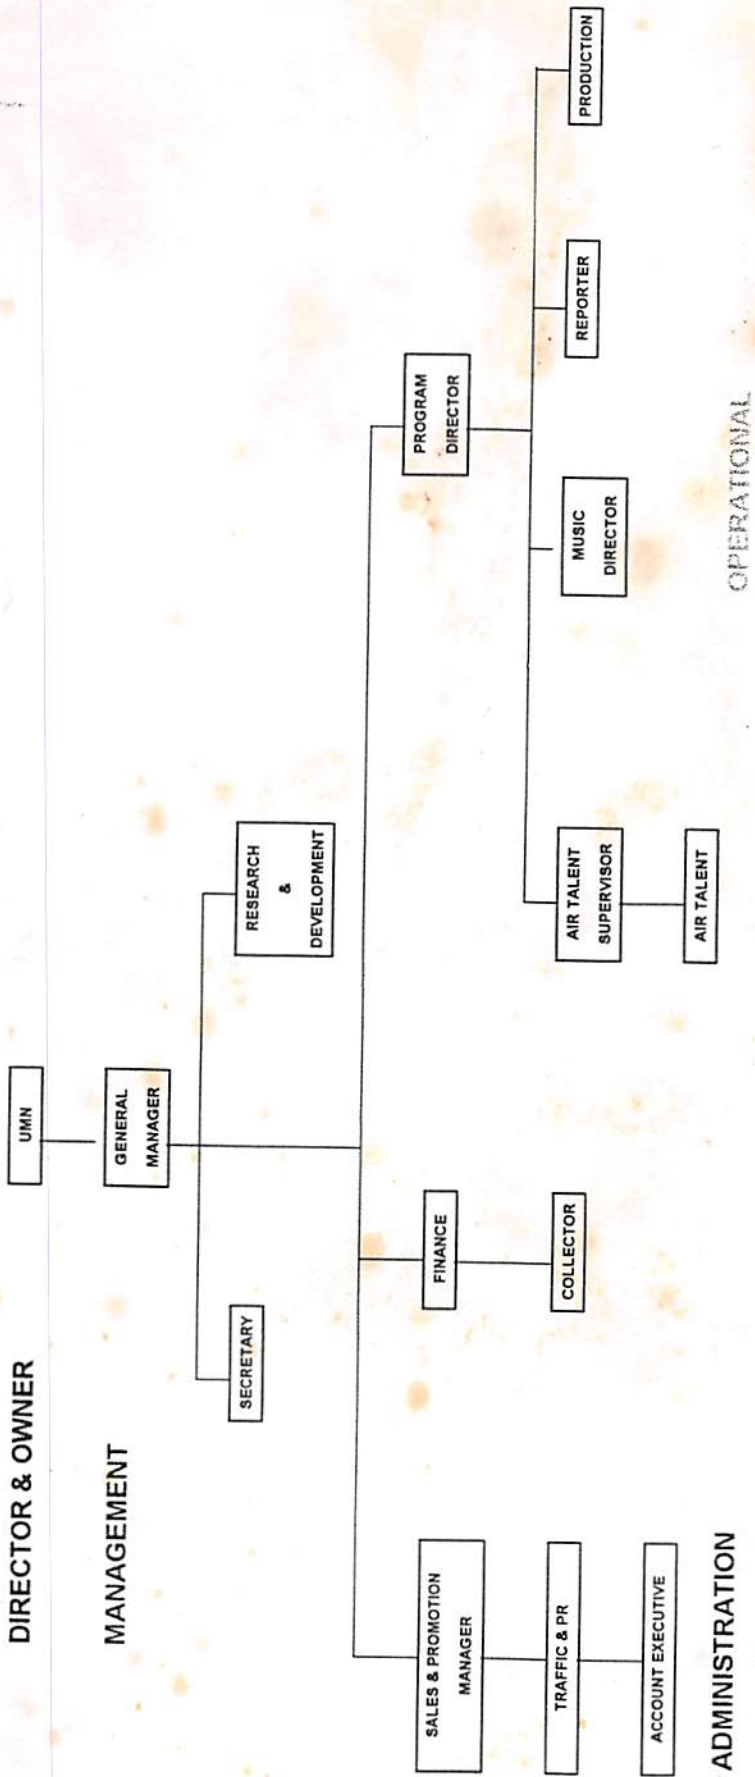 DIRECTOR & OWNER
UMN
MANAGEMENT
GENERAL
MANAGER
SECRETARY
RESEARCH
&
DEVELOPMENT
SALES & PROMOTION
MANAGER
FINANCE
PROGRAM
DIRECTOR
TRAFFIC & PR
COLLECTOR
AIR TALENT
SUPERVISOR
MUSIC
DIRECTOR
REPORTER
PRODUCTION
ACCOUNT EXECUTIVE
AIR TALENT
ADMINISTRATION
OPERATIONAL